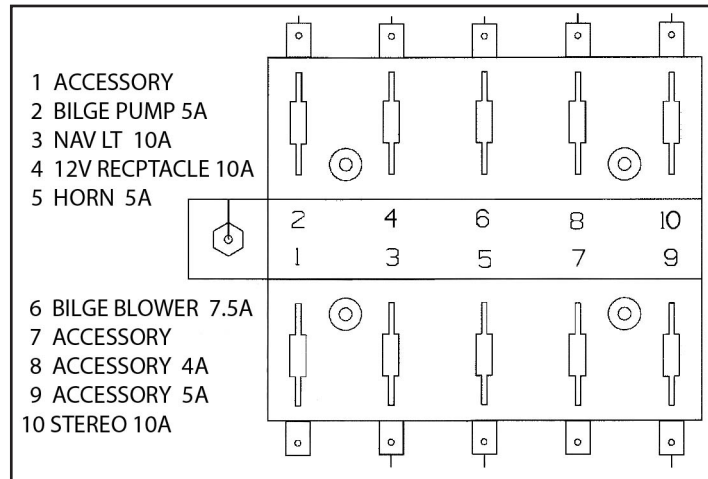 1 ACCESSORY
2 BILGE PUMP 5A
3 NAV LT 10A
4 12V RECPTACLE 10A
5 HORN 5A
2 4 6 8 10
1 3 5 7 9
6 BILGE BLOWER 7.5A
7 ACCESSORY
8 ACCESSORY 4A
9 ACCESSORY 5A
10 STEREO 10A